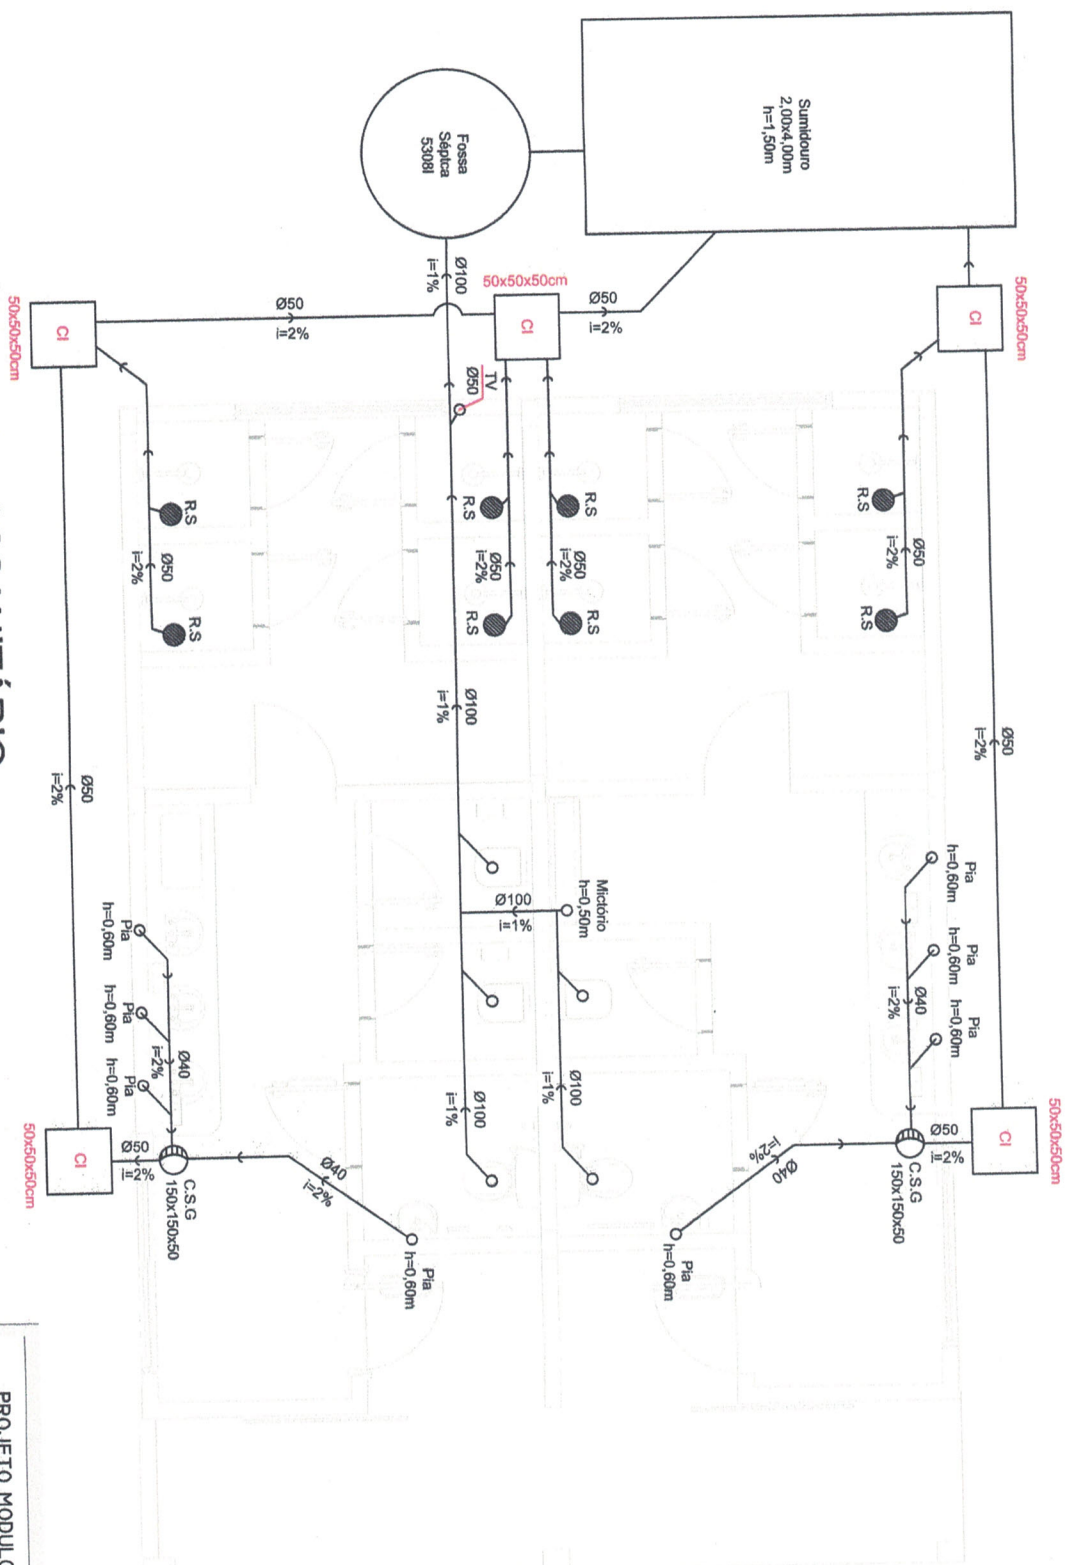 Sumidouro
2,00x4,00m
h=1,50m
Fossa
Séptca
5308l
Ø100
i=1%
50x50x50cm
CI
Ø50
i=2%
50x50x50cm
CI
Ø50
i=2%
CI
50x50x50cm
TV
Ø50
R.S
R.S
R.S
R.S
Ø50
i=2%
Ø50
i=2%
Ø50
i=2%
Ø50
i=2%
R.S
R.S
R.S
R.S
Ø100
i=1%
Ø50
i=2%
Ø50
i=2%
Pia
h=0,60m
Pia
h=0,60m
Pia
h=0,60m
Ø40
i=2%
Mictório
h=0,50m
Ø100
i=1%
Pia
h=0,60m
Pia
h=0,60m
Pia
h=0,60m
Ø40
i=2%
Ø100
i=1%
Ø100
i=1%
50x50x50cm
CI
Ø50
i=2%
C.S.G
150x150x50
Ø40
i=2%
Pia
h=0,60m
Pia
h=0,60m
Ø40
i=2%
C.S.G
150x150x50
Ø50
i=2%
CI
50x50x50cm
PROJETO MODULO